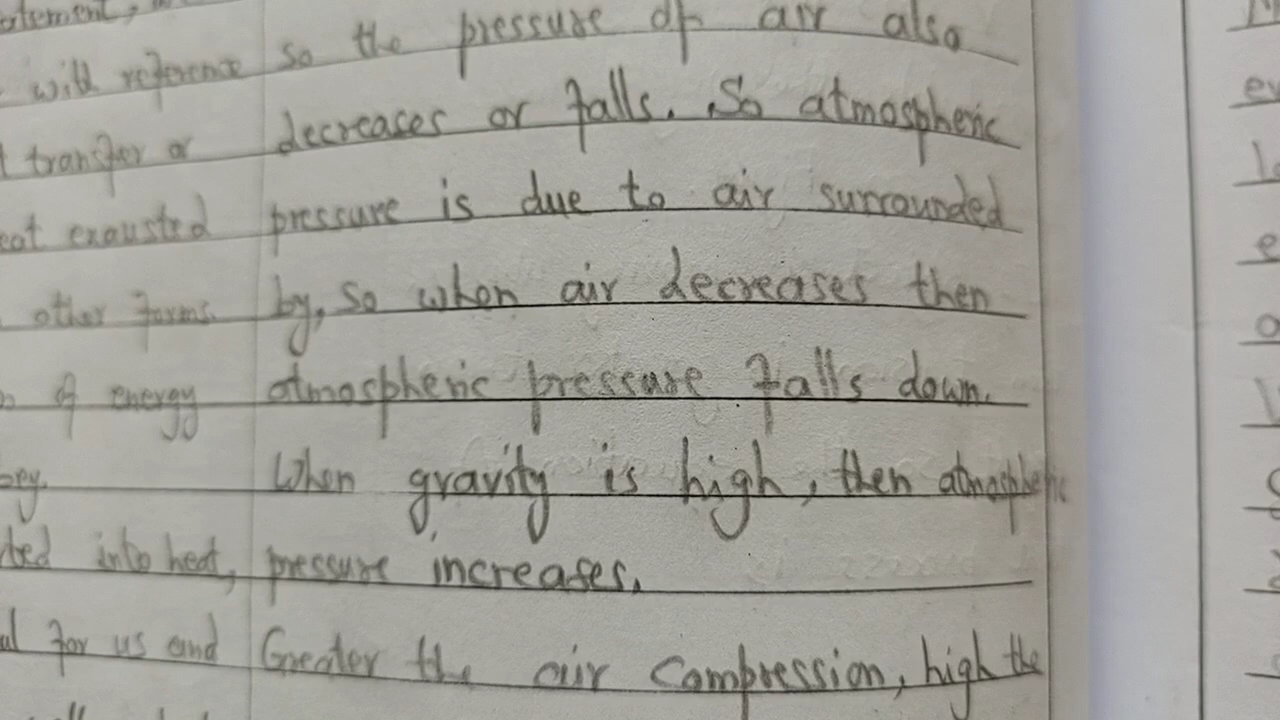 so the pressure of air also
decreases or falls. So atmospheric
pressure is due to air surrounded
by, so when air decreases then
atmospheric pressure falls down.
When gravity is high, then atmospheric
pressure increases.
Greater the air compression, high the
with reference
transfer or
exausted
other forms.
of energy
into heat,
for us and